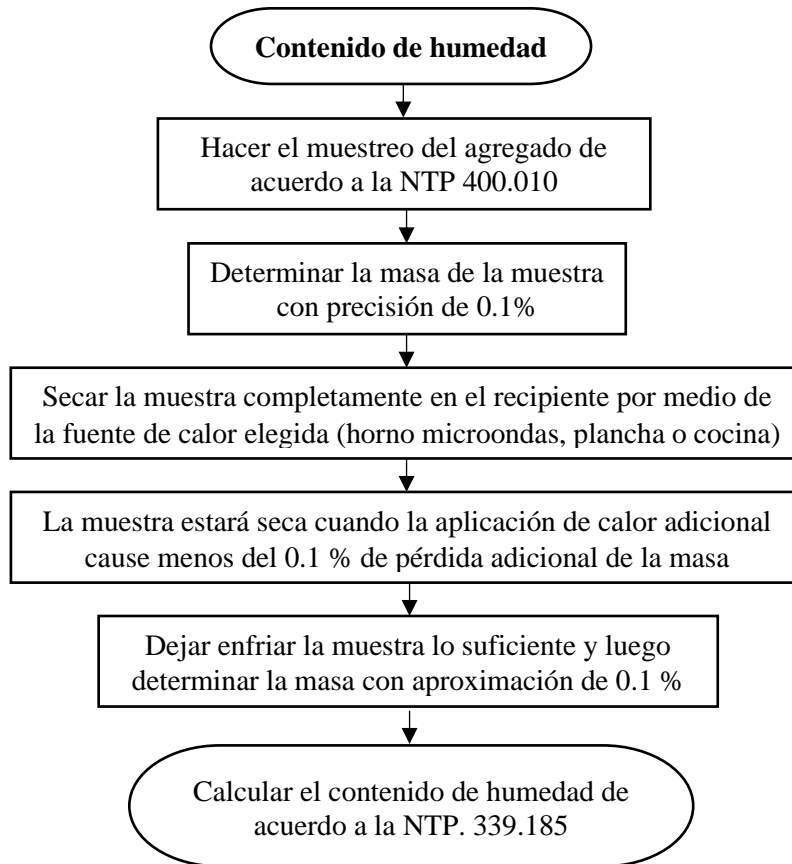 Contenido de humedad
Hacer el muestreo del agregado de
acuerdo a la NTP 400.010
Determinar la masa de la muestra
con precisión de 0.1%
Secar la muestra completamente en el recipiente por medio de
la fuente de calor elegida (horno microondas, plancha o cocina)
La muestra estará seca cuando la aplicación de calor adicional
cause menos del 0.1 % de pérdida adicional de la masa
Dejar enfriar la muestra lo suficiente y luego
determinar la masa con aproximación de 0.1 %
Calcular el contenido de humedad de
acuerdo a la NTP. 339.185